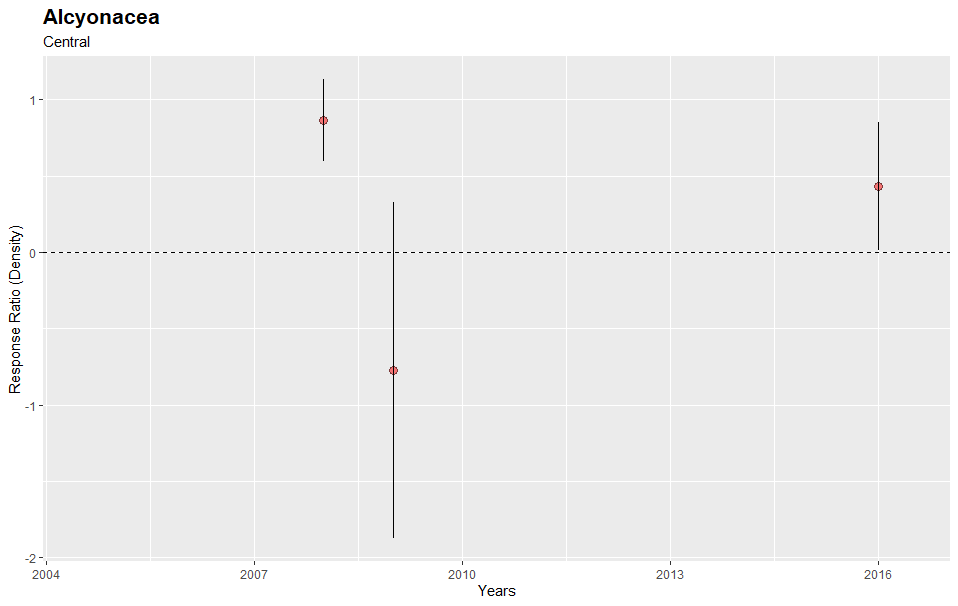 Alcyonacea
Central
Response Ratio (Density)
1
0
-1
-2
2004 2007 2010 2013 2016
Years